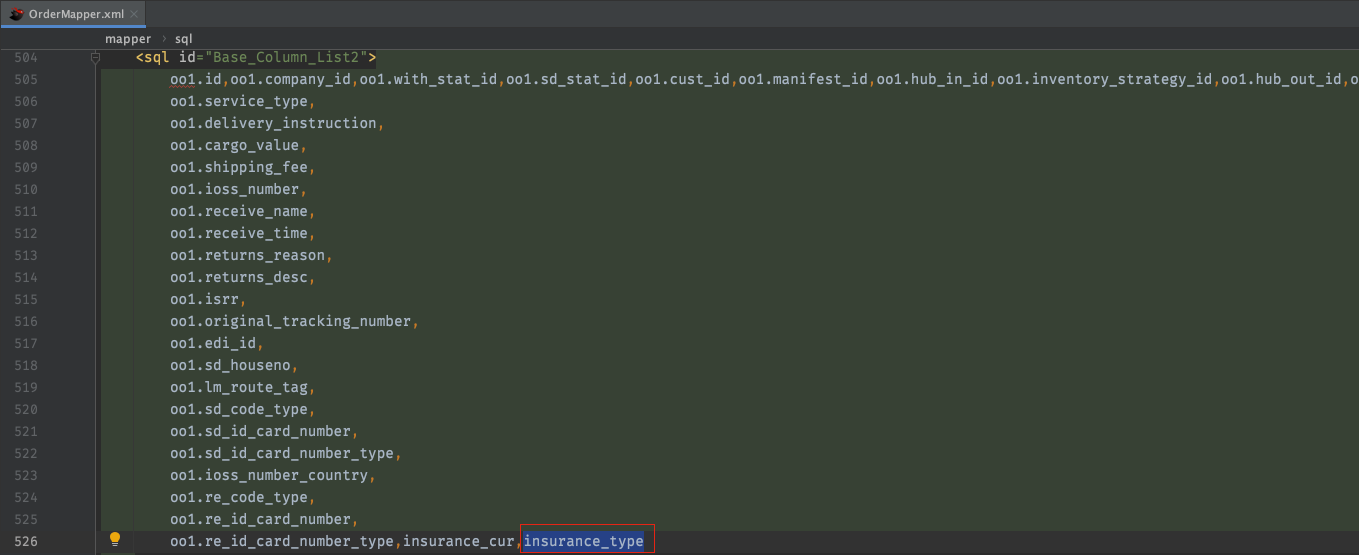 OrderMapper.xml
mapper › sql
504 <sql id="Base_Column_List2">
505 oo1.id,oo1.company_id,oo1.with_stat_id,oo1.sd_stat_id,oo1.cust_id,oo1.manifest_id,oo1.hub_in_id,oo1.inventory_strategy_id,oo1.hub_out_id,o
506 oo1.service_type,
507 oo1.delivery_instruction,
508 oo1.cargo_value,
509 oo1.shipping_fee,
510 oo1.ioss_number,
511 oo1.receive_name,
512 oo1.receive_time,
513 oo1.returns_reason,
514 oo1.returns_desc,
515 oo1.isrr,
516 oo1.original_tracking_number,
517 oo1.edi_id,
518 oo1.sd_houseno,
519 oo1.lm_route_tag,
520 oo1.sd_code_type,
521 oo1.sd_id_card_number,
522 oo1.sd_id_card_number_type,
523 oo1.ioss_number_country,
524 oo1.re_code_type,
525 oo1.re_id_card_number,
526 oo1.re_id_card_number_type,insurance_cur,insurance_type